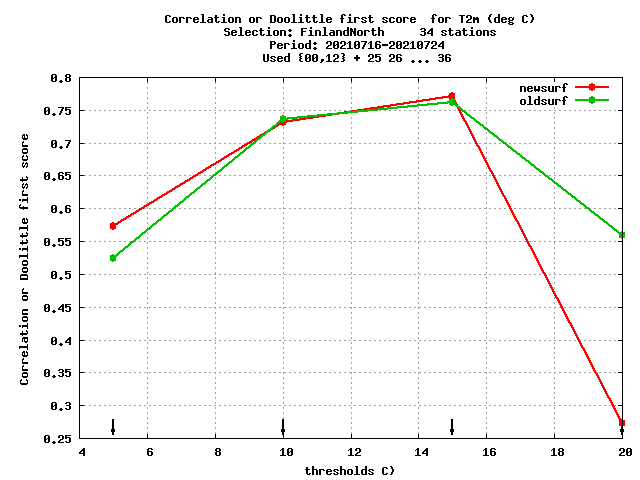 Correlation or Doolittle first score  for T2m (deg C)
Selection: FinlandNorth     34 stations
Period: 20210716-20210724
Used {00,12} + 25 26 ... 36
newsurf
oldsurf
Correlation or Doolittle first score
0.8
0.75
0.7
0.65
0.6
0.55
0.5
0.45
0.4
0.35
0.3
0.25
4 6 8 10 12 14 16 18 20
thresholds C)